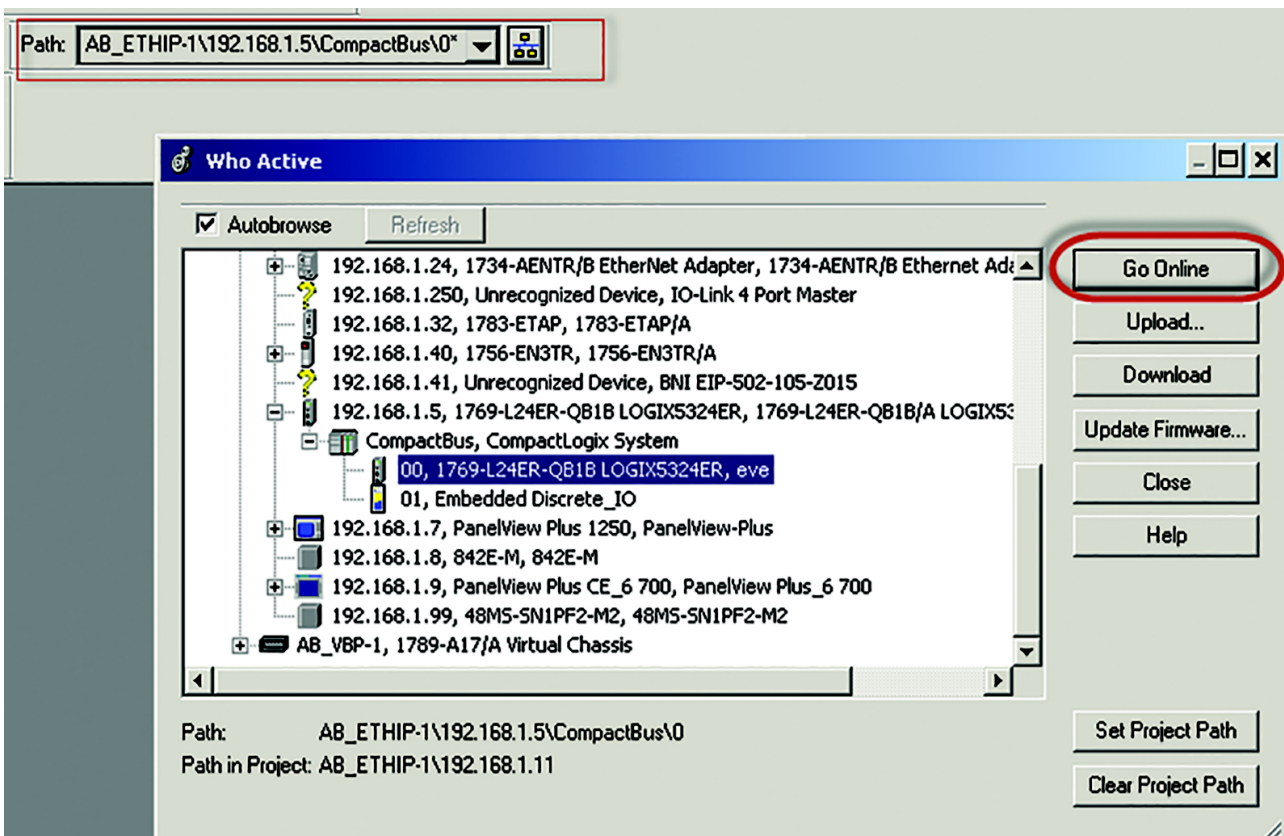 Path: AB_ETHIP-1\192.168.1.5\CompactBus\0*
Who Active
Autobrowse Refresh
192.168.1.24, 1734-AENTR/B EtherNet Adapter, 1734-AENTR/B Ethernet Ada
192.168.1.250, Unrecognized Device, IO-Link 4 Port Master
192.168.1.32, 1783-ETAP, 1783-ETAP/A
192.168.1.40, 1756-EN3TR, 1756-EN3TR/A
192.168.1.41, Unrecognized Device, BNI EIP-502-105-Z015
192.168.1.5, 1769-L24ER-QB1B LOGIX5324ER, 1769-L24ER-QB1B/A LOGIX53
CompactBus, CompactLogix System
00, 1769-L24ER-QB1B LOGIX5324ER, eve
01, Embedded Discrete_IO
192.168.1.7, PanelView Plus 1250, PanelView-Plus
192.168.1.8, 842E-M, 842E-M
192.168.1.9, PanelView Plus CE_6 700, PanelView Plus_6 700
192.168.1.99, 48MS-SN1PF2-M2, 48MS-SN1PF2-M2
AB_VBP-1, 1789-A17/A Virtual Chassis
Go Online
Upload...
Download
Update Firmware...
Close
Help
Path: AB_ETHIP-1\192.168.1.5\CompactBus\0
Path in Project: AB_ETHIP-1\192.168.1.11
Set Project Path
Clear Project Path